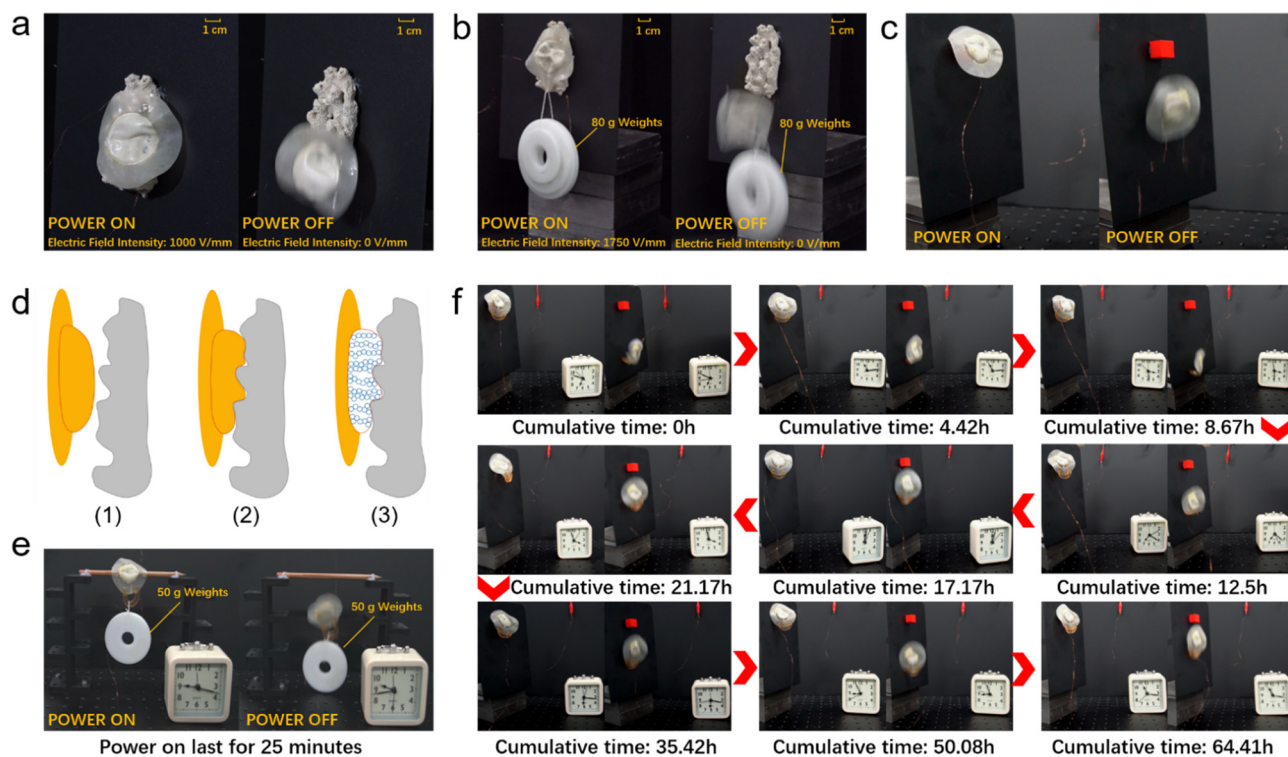 a
1 cm
1 cm
POWER ON
Electric Field Intensity: 1000 V/mm
POWER OFF
Electric Field Intensity: 0 V/mm
b
1 cm
1 cm
80 g Weights
80 g Weights
POWER ON
Electric Field Intensity: 1750 V/mm
POWER OFF
Electric Field Intensity: 0 V/mm
c
POWER ON
POWER OFF
d
(1)
(2)
(3)
e
50 g Weights
50 g Weights
POWER ON
POWER OFF
Power on last for 25 minutes
f
Cumulative time: 0h
Cumulative time: 4.42h
Cumulative time: 8.67h
Cumulative time: 21.17h
Cumulative time: 17.17h
Cumulative time: 12.5h
Cumulative time: 35.42h
Cumulative time: 50.08h
Cumulative time: 64.41h